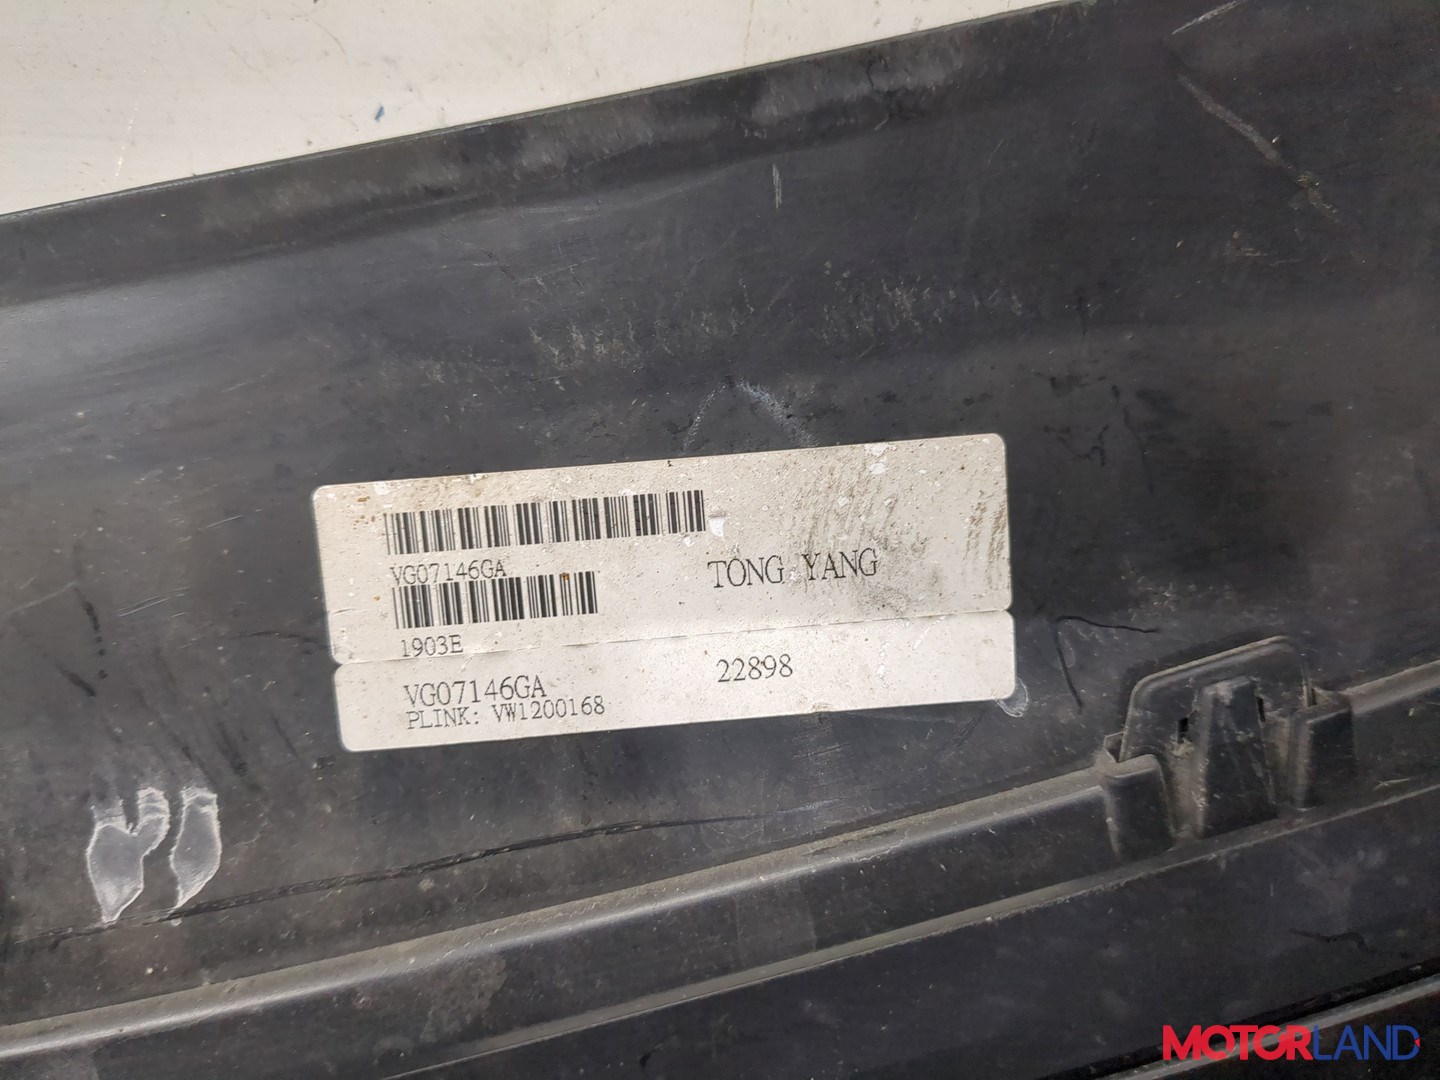 VG07146GA
TONG YANG
1903E
VG07146GA
22898
PLINK: VW1200168
MOTORLAND